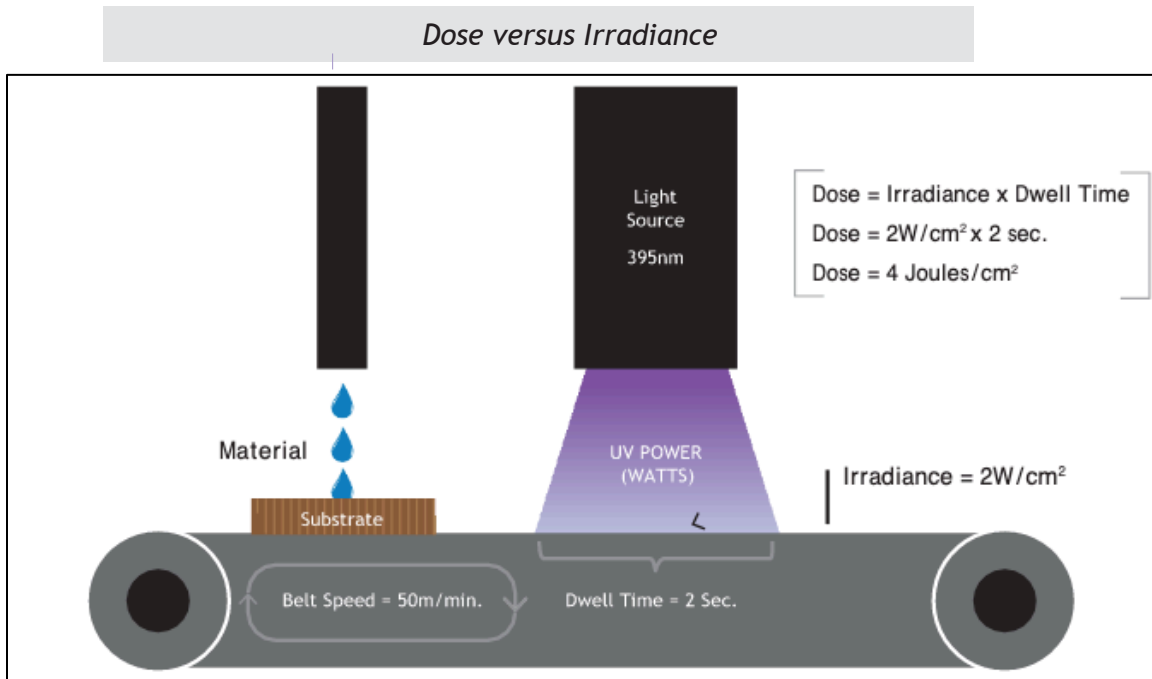 Dose versus Irradiance
Light
Source
395nm
Dose = Irradiance x Dwell Time
Dose = 2W/cm² x 2 sec.
Dose = 4 Joules/cm²
Material
UV POWER
(WATTS)
Irradiance = 2W/cm²
Substrate
Belt Speed = 50m/min.
Dwell Time = 2 Sec.